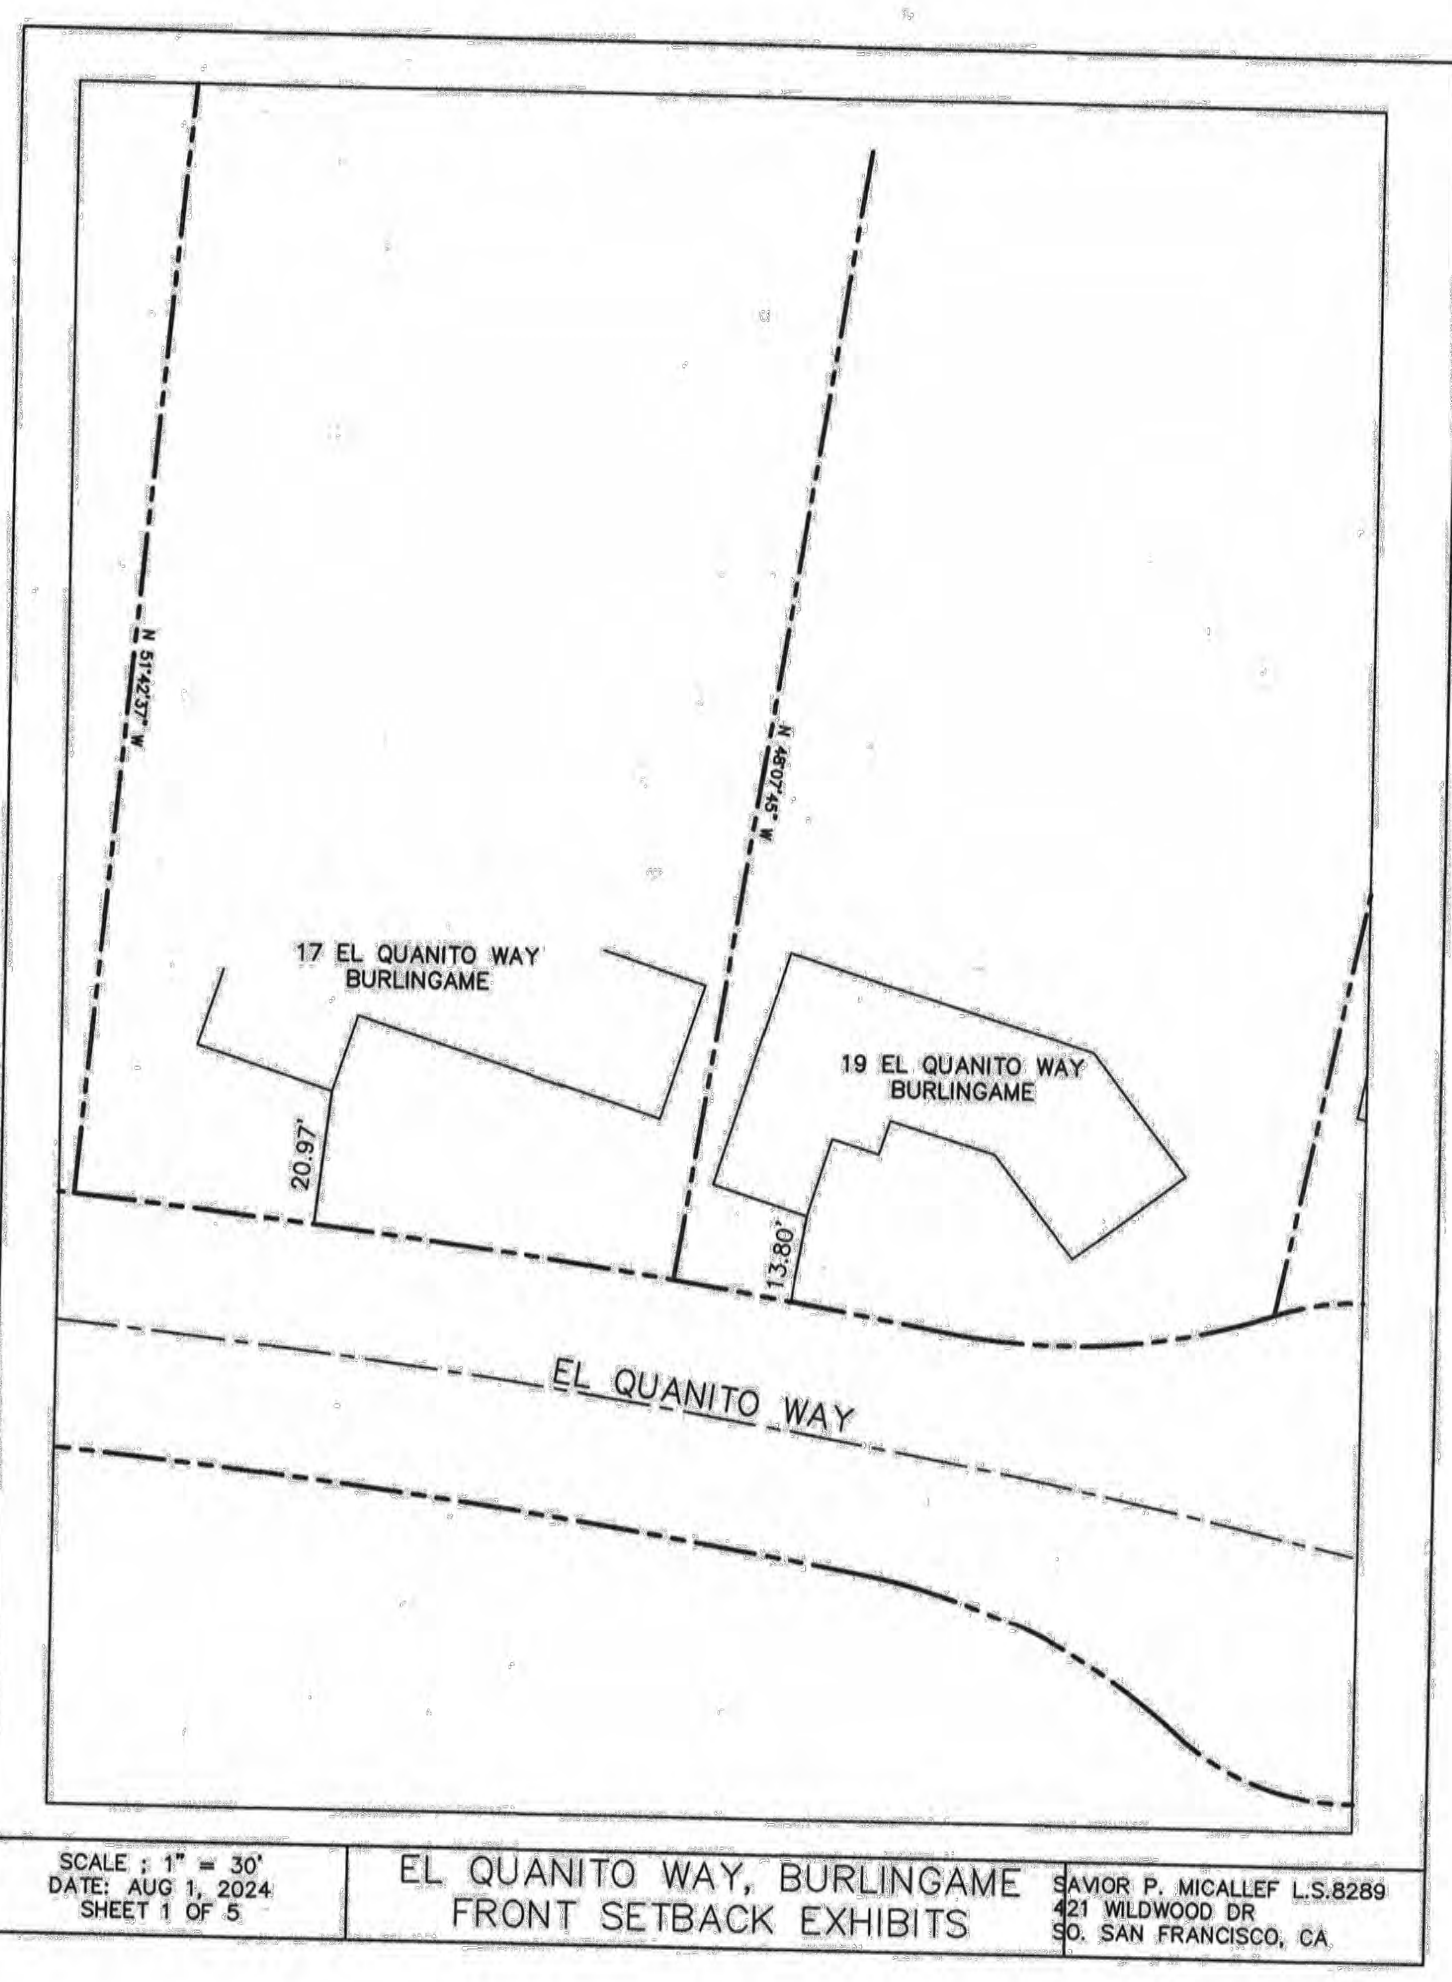 N 51°42'37" W
N 48°07'45" W
17 EL QUANITO WAY
BURLINGAME
19 EL QUANITO WAY
BURLINGAME
20.97'
13.80'
EL QUANITO WAY
SCALE : 1" = 30'
DATE: AUG 1, 2024
SHEET 1 OF 5
EL QUANITO WAY, BURLINGAME
FRONT SETBACK EXHIBITS
SAVIOR P. MICALLEF L.S.8289
421 WILDWOOD DR
SO. SAN FRANCISCO, CA